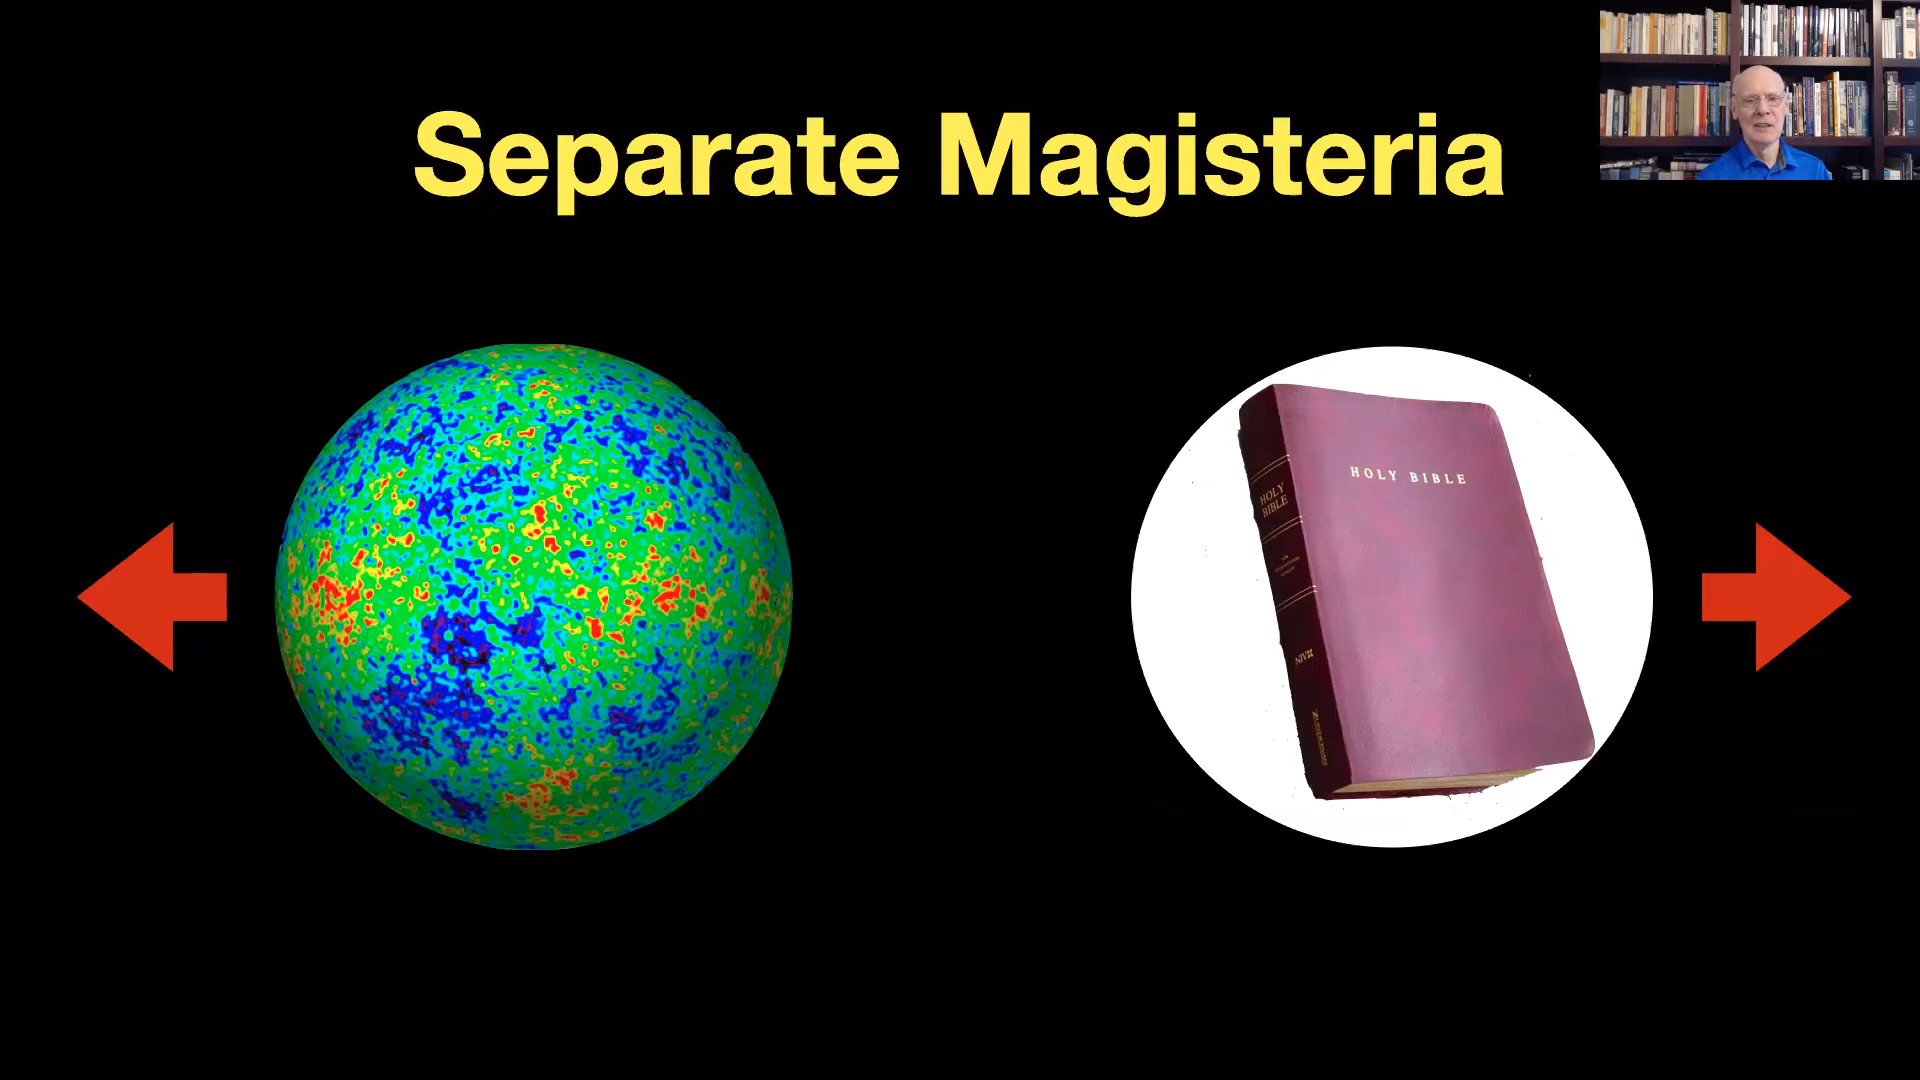 Separate Magisteria
HOLY BIBLE
HOLY
BIBLE
NIV